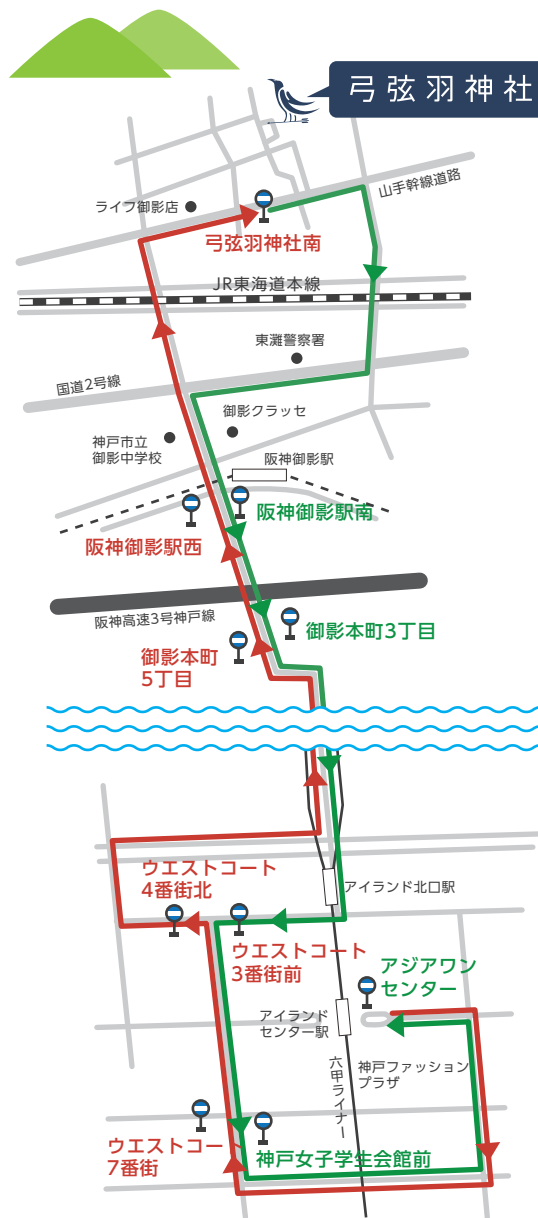 弓弦羽神社
山手幹線道路
ライフ御影店
弓弦羽神社南
JR東海道本線
東灘警察署
国道2号線
御影クラッセ
神戸市立
御影中学校
阪神御影駅
阪神御影駅南
阪神御影駅西
阪神高速3号神戸線
御影本町3丁目
御影本町
5丁目
ウエストコート
4番街北
アイランド北口駅
ウエストコート
3番街前
アジアワン
センター
アイランド
センター駅
六甲ライナー
神戸ファッション
プラザ
ウエストコート
7番街
神戸女子学生会館前